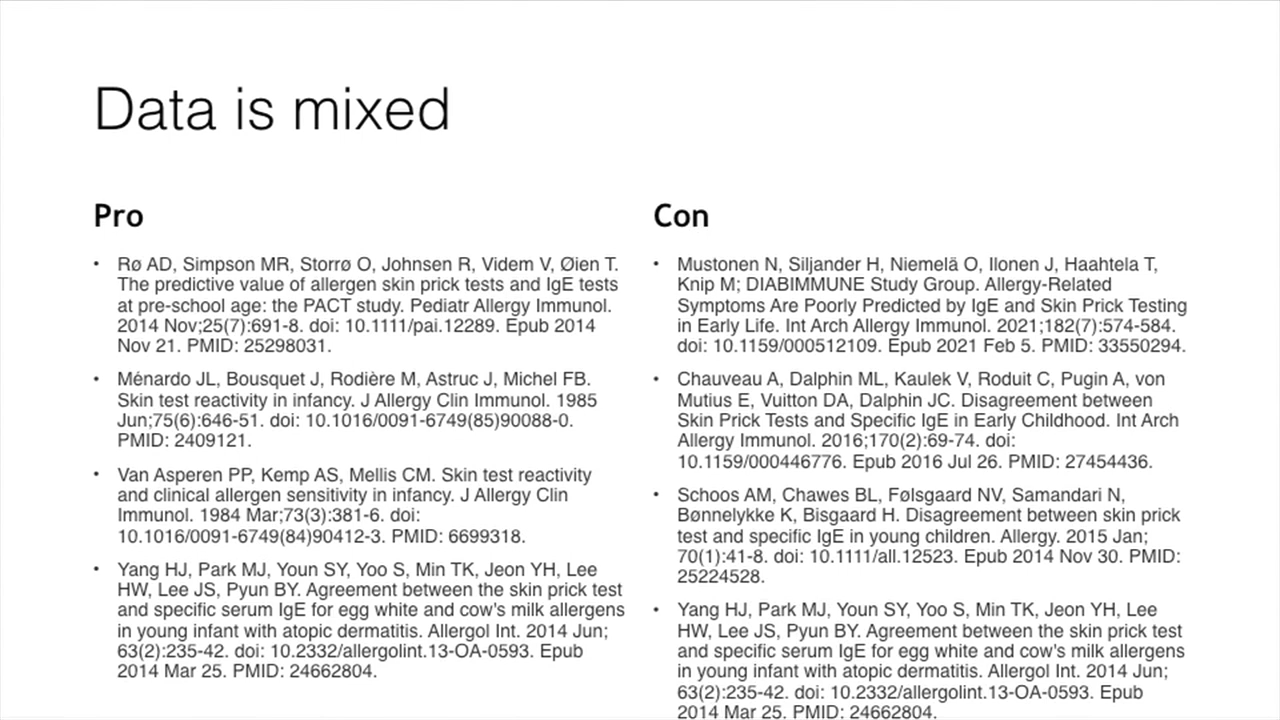 Data is mixed
Pro
• Rø AD, Simpson MR, Storrø O, Johnsen R, Videm V, Øien T.
The predictive value of allergen skin prick tests and IgE tests
at pre-school age: the PACT study. Pediatr Allergy Immunol.
2014 Nov;25(7):691-8. doi: 10.1111/pai.12289. Epub 2014
Nov 21. PMID: 25298031.
• Ménardo JL, Bousquet J, Rodière M, Astruc J, Michel FB.
Skin test reactivity in infancy. J Allergy Clin Immunol. 1985
Jun;75(6):646-51. doi: 10.1016/0091-6749(85)90088-0.
PMID: 2409121.
• Van Asperen PP, Kemp AS, Mellis CM. Skin test reactivity
and clinical allergen sensitivity in infancy. J Allergy Clin
Immunol. 1984 Mar;73(3):381-6. doi:
10.1016/0091-6749(84)90412-3. PMID: 6699318.
• Yang HJ, Park MJ, Youn SY, Yoo S, Min TK, Jeon YH, Lee
HW, Lee JS, Pyun BY. Agreement between the skin prick test
and specific serum IgE for egg white and cow's milk allergens
in young infant with atopic dermatitis. Allergol Int. 2014 Jun;
63(2):235-42. doi: 10.2332/allergolint.13-OA-0593. Epub
2014 Mar 25. PMID: 24662804.
Con
• Mustonen N, Siljander H, Niemelä O, Ilonen J, Haahtela T,
Knip M; DIABIMMUNE Study Group. Allergy-Related
Symptoms Are Poorly Predicted by IgE and Skin Prick Testing
in Early Life. Int Arch Allergy Immunol. 2021;182(7):574-584.
doi: 10.1159/000512109. Epub 2021 Feb 5. PMID: 33550294.
• Chauveau A, Dalphin ML, Kaulek V, Roduit C, Pugin A, von
Mutius E, Vuitton DA, Dalphin JC. Disagreement between
Skin Prick Tests and Specific IgE in Early Childhood. Int Arch
Allergy Immunol. 2016;170(2):69-74. doi:
10.1159/000446776. Epub 2016 Jul 26. PMID: 27454436.
• Schoos AM, Chawes BL, Følsgaard NV, Samandari N,
Bønnelykke K, Bisgaard H. Disagreement between skin prick
test and specific IgE in young children. Allergy. 2015 Jan;
70(1):41-8. doi: 10.1111/all.12523. Epub 2014 Nov 30. PMID:
25224528.
• Yang HJ, Park MJ, Youn SY, Yoo S, Min TK, Jeon YH, Lee
HW, Lee JS, Pyun BY. Agreement between the skin prick test
and specific serum IgE for egg white and cow's milk allergens
in young infant with atopic dermatitis. Allergol Int. 2014 Jun;
63(2):235-42. doi: 10.2332/allergolint.13-OA-0593. Epub
2014 Mar 25. PMID: 24662804.